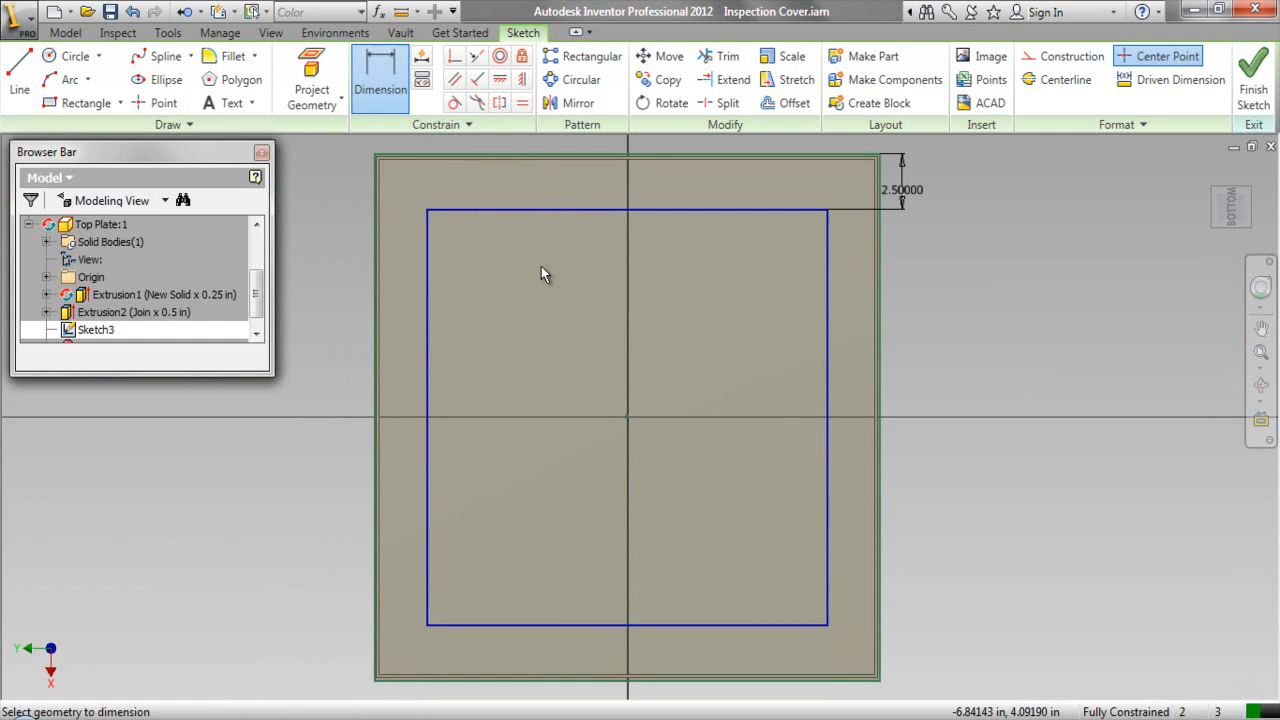 Color
Autodesk Inventor Professional 2012 Inspection Cover.iam
Sign In
PRO
Model Inspect Tools Manage View Environments Vault Get Started Sketch
Line
Circle Spline Fillet
Arc Ellipse Polygon
Rectangle Point Text
Draw
Project
Geometry
Dimension
Constrain
Rectangular
Circular
Mirror
Pattern
Move Trim Scale
Copy Extend Stretch
Rotate Split Offset
Modify
Make Part
Make Components
Create Block
Layout
Image
Points
ACAD
Insert
Construction Center Point
Centerline Driven Dimension
Format
Finish
Sketch
Exit
Browser Bar
Model
Modeling View
Top Plate:1
Solid Bodies(1)
View:
Origin
Extrusion1 (New Solid x 0.25 in)
Extrusion2 (Join x 0.5 in)
Sketch3
2.50000
BOTTOM
Y
X
Select geometry to dimension
-6.84143 in, 4.09190 in Fully Constrained 2 3